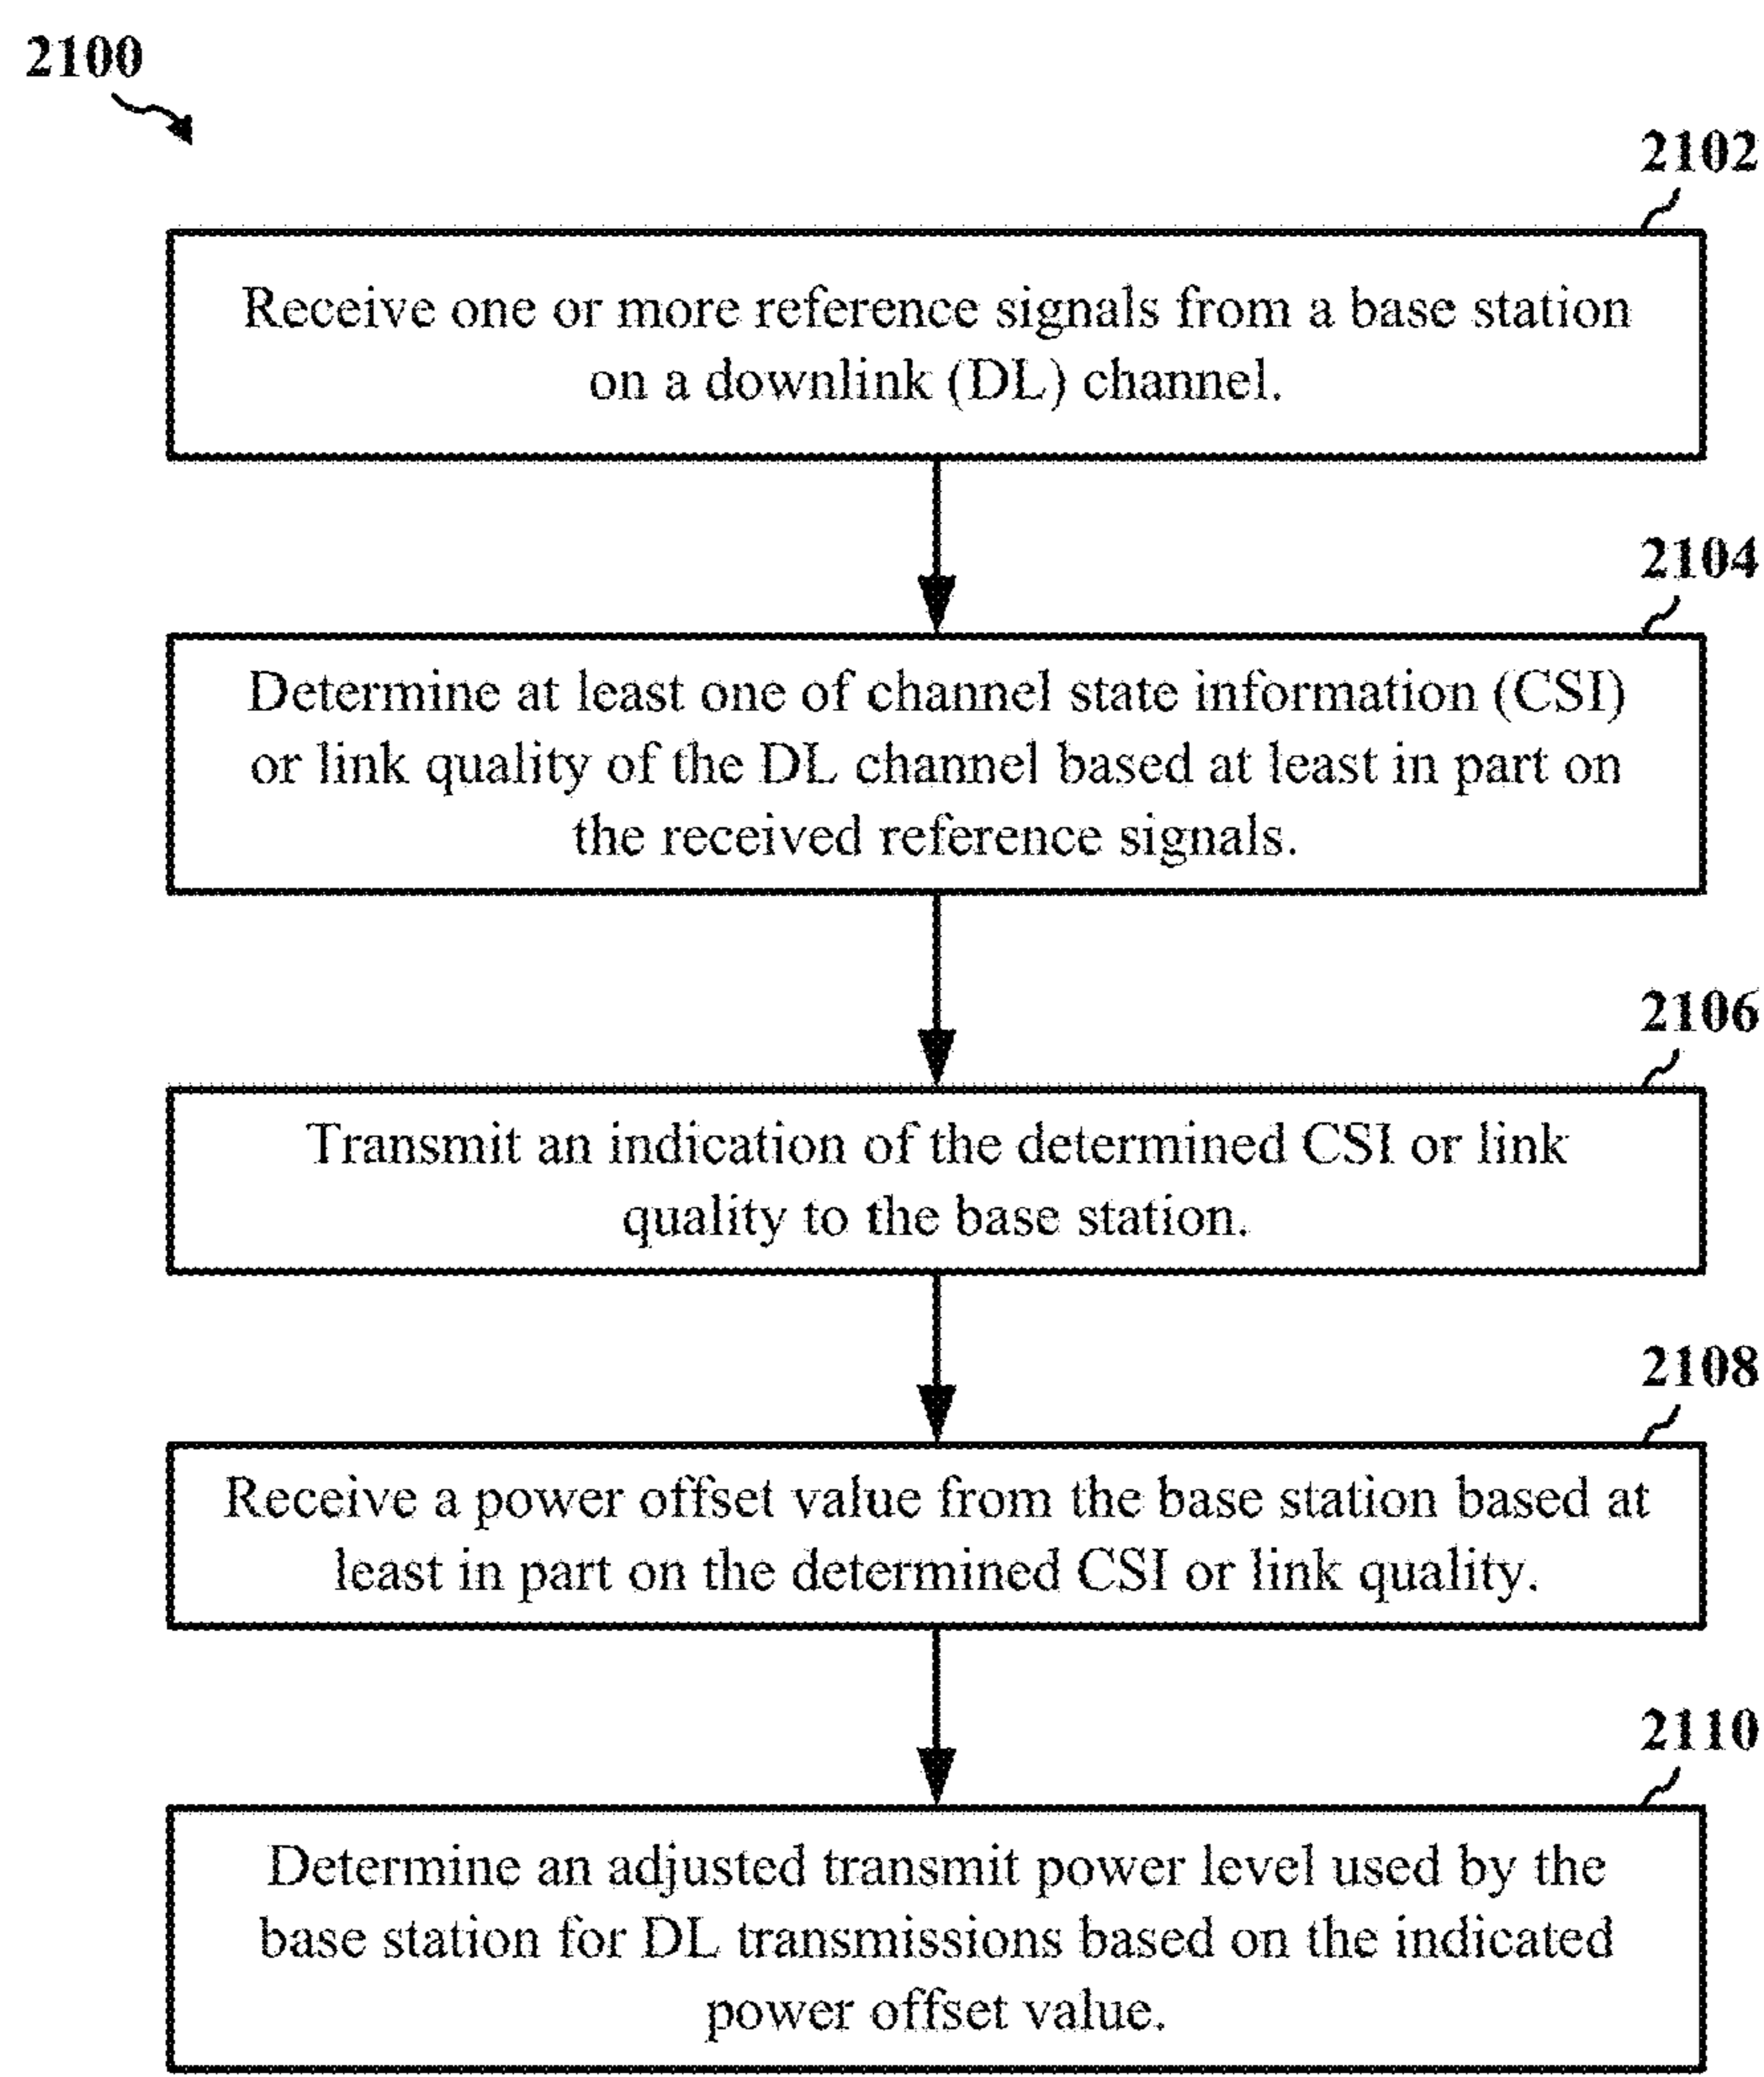 2100
2102
Receive one or more reference signals from a base station
on a downlink (DL) channel.
2104
Determine at least one of channel state information (CSI)
or link quality of the DL channel based at least in part on
the received reference signals.
2106
Transmit an indication of the determined CSI or link
quality to the base station.
2108
Receive a power offset value from the base station based at
least in part on the determined CSI or link quality.
2110
Determine an adjusted transmit power level used by the
base station for DL transmissions based on the indicated
power offset value.